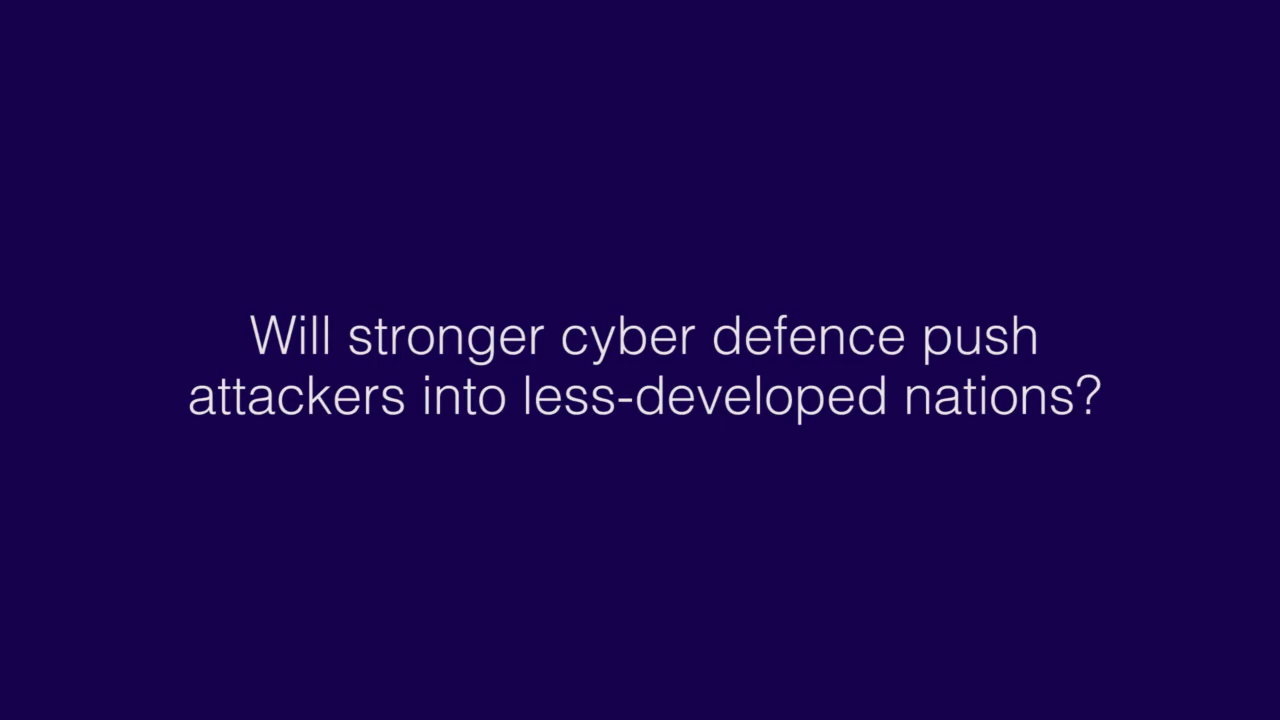 Will stronger cyber defence push
attackers into less-developed nations?